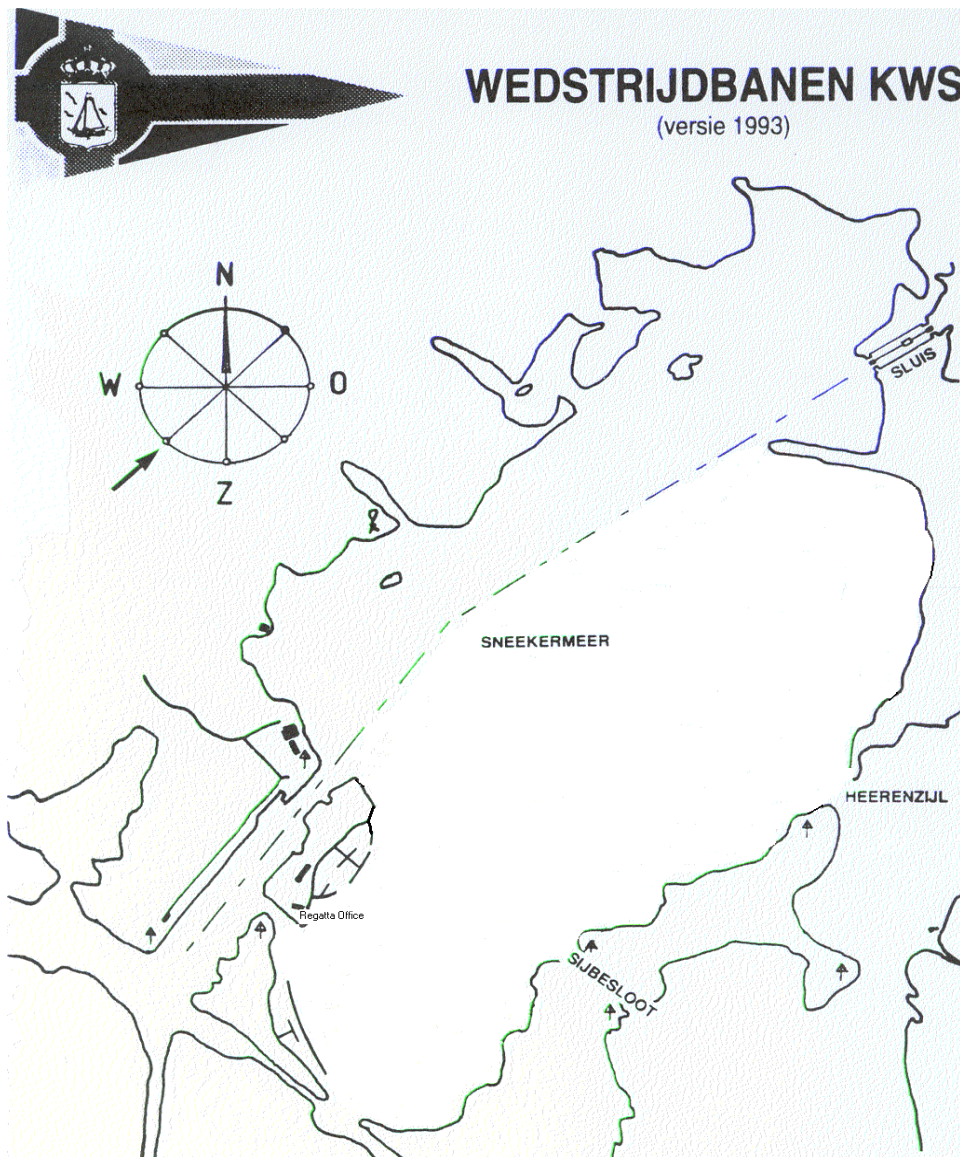 WEDSTRIJDBANEN KWS
(versie 1993)
N
W
O
Z
SLUIS
SNEEKERMEER
HEERENZIJL
Regatta Office
SIJBESLOOT